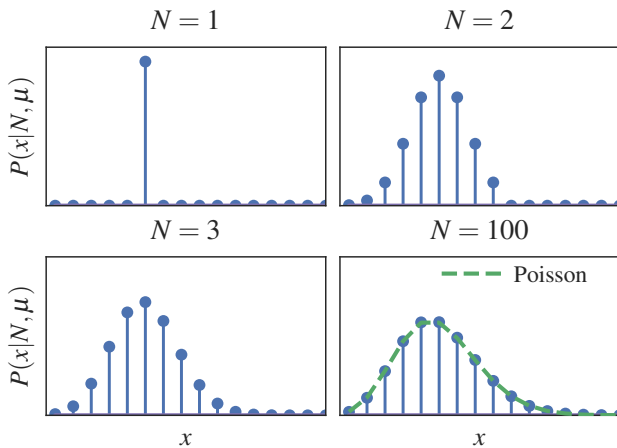 N = 1
N = 2
P(x|N, μ)
N = 3
N = 100
P(x|N, μ)
Poisson
x
x